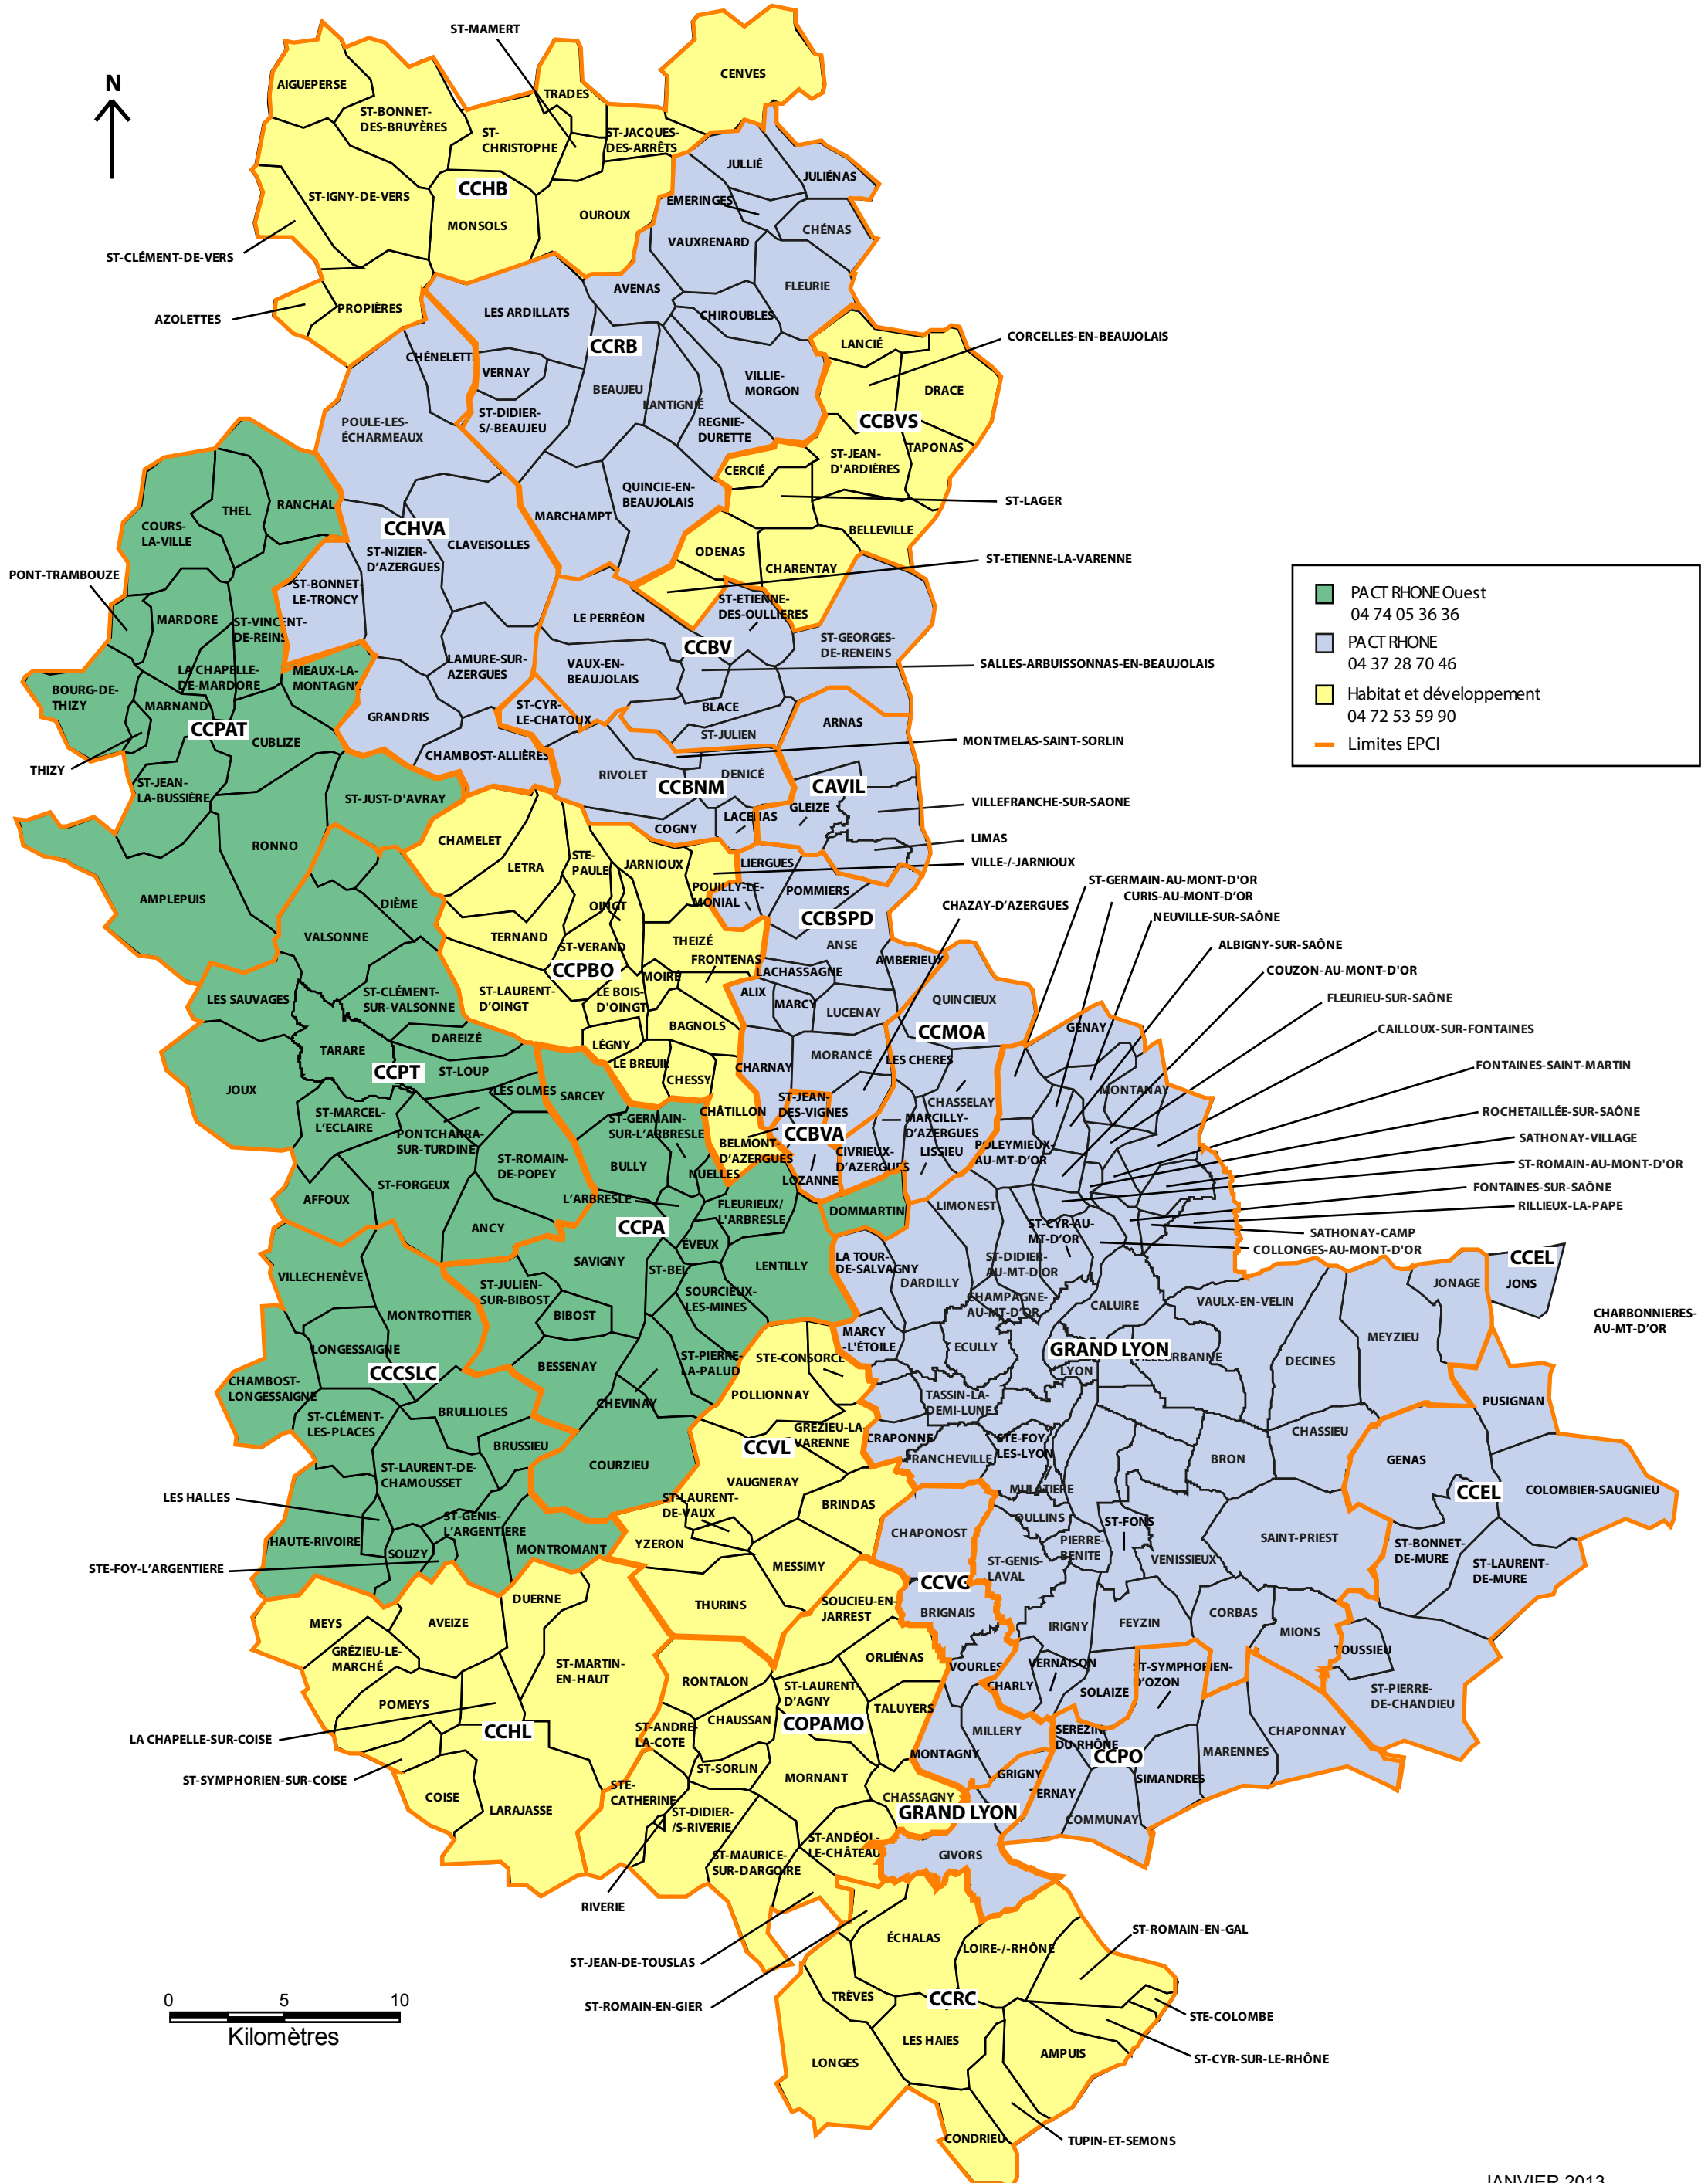 ST-MAMERT
N
CENVES
AIGUEPERSE
TRADES
ST-BONNET-
DES-BRUYÈRES
ST-
CHRISTOPHE
ST-JACQUES-
DES-ARRÊTS
JULLIÉ
JULIÉNAS
CCHB
ST-IGNY-DE-VERS
MONSOLS
OUROUX
EMERINGES
CHÉNAS
VAUXRENARD
ST-CLÉMENT-DE-VERS
AVENAS
FLEURIE
AZOLETTES
PROPIÈRES
LES ARDILLATS
CHIROUBLES
CORCELLES-EN-BEAUJOLAIS
CCRB
LANCIÉ
CHÉNELETTE
VERNAY
BEAUJEU
VILLIE-
MORGON
DRACE
LANTIGNIÉ
POULE-LES-
ÉCHARMEAUX
ST-DIDIER-
S/-BEAUJEU
REGNIE-
DURETTE
CCBVS
TAPONAS
ST-JEAN-
D'ARDIÈRES
CERCIÉ
THEL
RANCHAL
QUINCIE-EN-
BEAUJOLAIS
ST-LAGER
COURS-
LA-VILLE
CCHVA
MARCHAMPT
CLAVEISOLLES
BELLEVILLE
ST-NIZIER-
D'AZERGUES
ODENAS
ST-ETIENNE-LA-VARENNE
CHARENTAY
PONT-TRAMBOUZE
ST-BONNET-
LE-TRONCY
ST-ETIENNE-
DES-OULLIERES
PACT RHONE Ouest
04 74 05 36 36
PACT RHONE
04 37 28 70 46
Habitat et développement
04 72 53 59 90
Limites EPCI
MARDORE
ST-VINCENT-
DE-REINS
LE PERRÉON
CCBV
ST-GEORGES-
DE-RENEINS
LA CHAPELLE-
DE-MARDORE
MEAUX-LA-
MONTAGNE
LAMURE-SUR-
AZERGUES
VAUX-EN-
BEAUJOLAIS
SALLES-ARBUISSONNAS-EN-BEAUJOLAIS
BOURG-DE-
THIZY
MARNAND
GRANDRIS
ST-CYR-
LE-CHATOUX
BLACE
ARNAS
CCPAT
CUBLIZE
ST-JULIEN
CHAMBOST-ALLIÈRES
MONTMELAS-SAINT-SORLIN
THIZY
ST-JEAN-
LA-BUSSIÈRE
ST-JUST-D'AVRAY
RIVOLET
DENICÉ
CCBNM
CAVIL
GLEIZE
VILLEFRANCHE-SUR-SAONE
LACENAS
COGNY
LIMAS
RONNO
CHAMELET
LETRA
STE-
PAULE
JARNIOUX
LIERGUES
VILLE-/-JARNIOUX
AMPLEPUIS
DIÈME
OINGT
POUILLY-LE-
MONIAL
POMMIERS
CCBSPD
ST-GERMAIN-AU-MONT-D'OR
CURIS-AU-MONT-D'OR
CHAZAY-D'AZERGUES
NEUVILLE-SUR-SAÔNE
VALSONNE
TERNAND
ST-VERAND
THEIZÉ
ANSE
ALBIGNY-SUR-SAÔNE
CCPBO
FRONTENAS
AMBERIEUX
MOIRÉ
LACHASSAGNE
COUZON-AU-MONT-D'OR
LES SAUVAGES
ST-CLÉMENT-
SUR-VALSONNE
ST-LAURENT-
D'OINGT
LE BOIS-
D'OINGT
ALIX
MARCY
LUCENAY
QUINCIEUX
FLEURIEU-SUR-SAÔNE
BAGNOLS
CCMOA
GENAY
CAILLOUX-SUR-FONTAINES
DAREIZÉ
LÉGNY
TARARE
MORANCÉ
LES CHERES
CCPT
ST-LOUP
LE BREUIL
CHARNAY
FONTAINES-SAINT-MARTIN
JOUX
LES OLMES
SARCEY
CHESSY
MONTANAY
CHÂTILLON
ST-JEAN-
DES-VIGNES
CHASSELAY
ROCHETAILLÉE-SUR-SAÔNE
ST-MARCEL-
L'ECLAIRE
PONTCHARRA-
SUR-TURDINE
ST-GERMAIN-
SUR-L'ARBRESLE
CCBVA
MARCILLY-
D'AZERGUES
SATHONAY-VILLAGE
BELMONT-
D'AZERGUES
CIVRIEUX-
D'AZERGUES
LISSIEU
POLEYMIEUX-
AU-MT-D'OR
ST-ROMAIN-
DE-POPEY
BULLY
NUELLES
LOZANNE
ST-ROMAIN-AU-MONT-D'OR
AFFOUX
ST-FORGEUX
L'ARBRESLE
FLEURIEUX/
L'ARBRESLE
DOMMARTIN
LIMONEST
FONTAINES-SUR-SAÔNE
RILLIEUX-LA-PAPE
ANCY
CCPA
ST-CYR-AU-
MT-D'OR
SATHONAY-CAMP
COLLONGES-AU-MONT-D'OR
ÉVEUX
SAVIGNY
ST-BEL
LENTILLY
LA TOUR-
DE-SALVAGNY
ST-DIDIER-
AU-MT-D'OR
CCEL
VILLECHENÈVE
DARDILLY
JONAGE
JONS
ST-JULIEN-
SUR-BIBOST
SOURCIEUX-
LES-MINES
CHAMPAGNE-
AU-MT-D'OR
CALUIRE
VAULX-EN-VELIN
MONTROTTIER
BIBOST
CHARBONNIERES-
AU-MT-D'OR
MARCY
-L'ÉTOILE
ECULLY
MEYZIEU
LONGESSAIGNE
BESSENAY
ST-PIERRE-
LA-PALUD
STE-CONSORCE
GRAND LYON
VILLEURBANNE
DECINES
CCCSLC
LYON
CHAMBOST-
LONGESSAIGNE
CHEVINAY
POLLIONNAY
TASSIN-LA-
DEMI-LUNE
PUSIGNAN
ST-CLÉMENT-
LES-PLACES
BRULLIOLES
GREZIEU-LA-
VARENNE
CRAPONNE
STE-FOY-
LES-LYON
CHASSIEU
BRUSSIEU
CCVL
FRANCHEVILLE
BRON
GENAS
COURZIEU
ST-LAURENT-DE-
CHAMOUSSET
VAUGNERAY
MULATIERE
CCEL
COLOMBIER-SAUGNIEU
LES HALLES
ST-LAURENT-
DE-VAUX
BRINDAS
ST-GENIS-
L'ARGENTIERE
CHAPONOST
OULLINS
ST-FONS
HAUTE-RIVOIRE
SOUZY
MONTROMANT
YZERON
PIERRE-
BENITE
SAINT-PRIEST
ST-BONNET-
DE-MURE
STE-FOY-L'ARGENTIERE
MESSIMY
ST-GENIS-
LAVAL
VENISSIEUX
ST-LAURENT-
DE-MURE
CCVG
DUERNE
THURINS
SOUCIEU-EN-
JARREST
BRIGNAIS
CORBAS
MEYS
AVEIZE
IRIGNY
FEYZIN
MIONS
GRÉZIEU-LE-
MARCHÉ
ORLIÉNAS
TOUSSIEU
ST-MARTIN-
EN-HAUT
VOURLES
VERNAISON
ST-SYMPHORIEN-
D'OZON
RONTALON
CHARLY
SOLAIZE
ST-PIERRE-
DE-CHANDIEU
POMEYS
ST-LAURENT-
D'AGNY
TALUYERS
CHAUSSAN
COPAMO
MILLERY
CCHL
ST-ANDRE-
LA-COTE
SEREZIN-
DU RHÔNE
CHAPONNAY
LA CHAPELLE-SUR-COISE
MONTAGNY
CCPO
MARENNES
ST-SORLIN
MORNANT
GRIGNY
SIMANDRES
ST-SYMPHORIEN-SUR-COISE
STE-
CATHERINE
CHASSAGNY
TERNAY
COISE
LARAJASSE
ST-DIDIER-
/S-RIVERIE
GRAND LYON
COMMUNAY
ST-ANDÉOL-
LE-CHÂTEAU
GIVORS
ST-MAURICE-
SUR-DARGOIRE
RIVERIE
ÉCHALAS
LOIRE-/-RHÔNE
ST-ROMAIN-EN-GAL
ST-JEAN-DE-TOUSLAS
TRÈVES
CCRC
0 5 10
Kilomètres
ST-ROMAIN-EN-GIER
STE-COLOMBE
LES HAIES
AMPUIS
ST-CYR-SUR-LE-RHÔNE
LONGES
CONDRIEU
TUPIN-ET-SEMONS
JANVIER 2013